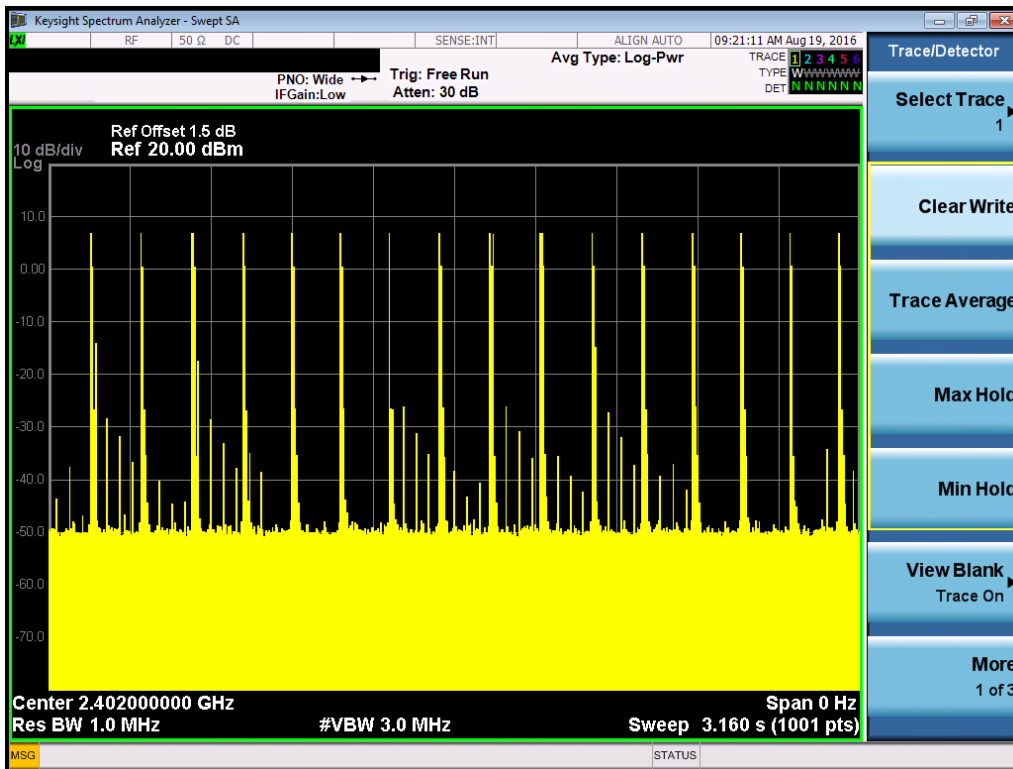 Keysight Spectrum Analyzer - Swept SA
LXI RF 50 Ω DC SENSE:INT ALIGN AUTO 09:21:11 AM Aug 19, 2016
Avg Type: Log-Pwr TRACE 1 2 3 4 5 6
PNO: Wide Trig: Free Run TYPE W W W W W W
IFGain:Low Atten: 30 dB DET N N N N N N
Trace/Detector
Select Trace
1
Clear Write
Trace Average
Max Hold
Min Hold
View Blank
Trace On
More
1 of 3
Ref Offset 1.5 dB
10 dB/div Ref 20.00 dBm
Log
10.0
0.00
-10.0
-20.0
-30.0
-40.0
-50.0
-60.0
-70.0
Center 2.402000000 GHz Span 0 Hz
Res BW 1.0 MHz #VBW 3.0 MHz Sweep 3.160 s (1001 pts)
MSG STATUS